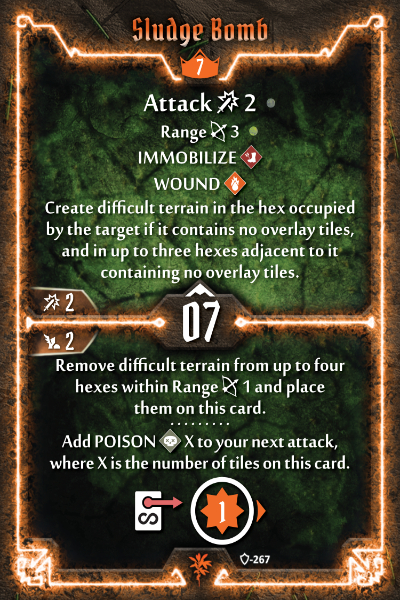 Sludge Bomb
7
Attack 2
Range 3
IMMOBILIZE
WOUND
Create difficult terrain in the hex occupied
by the target if it contains no overlay tiles,
and in up to three hexes adjacent to it
containing no overlay tiles.
2
07
2
Remove difficult terrain from up to four
hexes within Range 1 and place
them on this card.
Add POISON X to your next attack,
where X is the number of tiles on this card.
1
-267